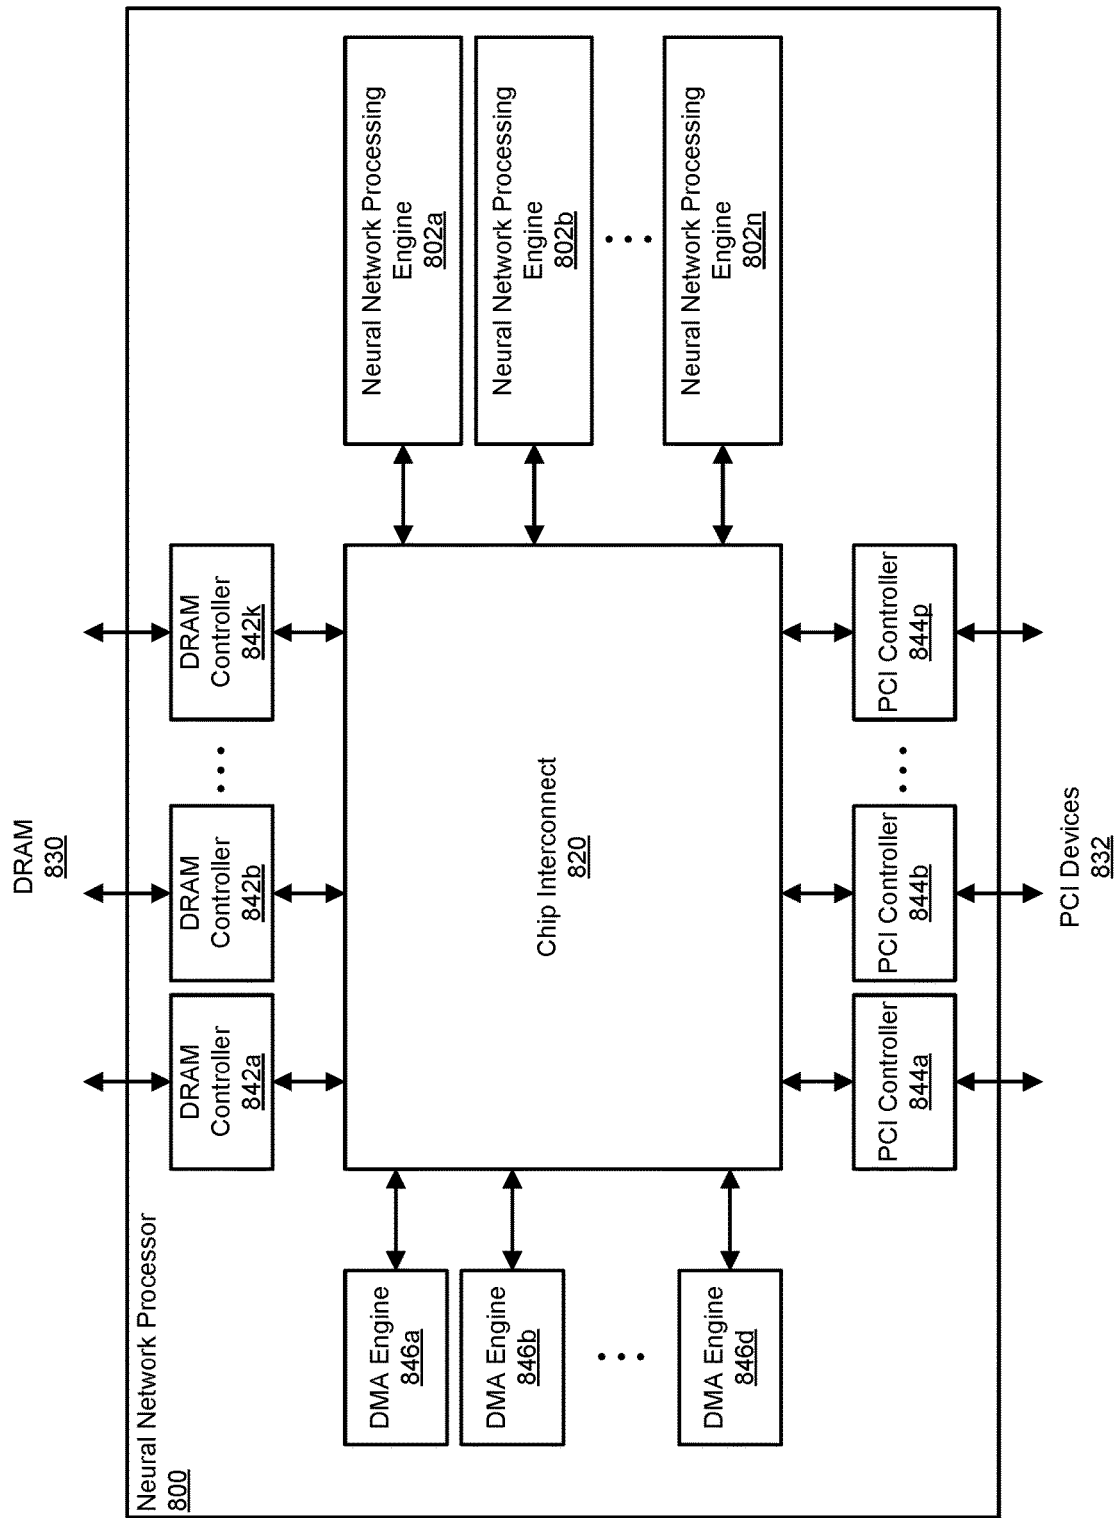 DRAM
830
Neural Network Processor
800
DRAM
Controller
842a
DRAM
Controller
842b
• • •
DRAM
Controller
842k
DMA Engine
846a
DMA Engine
846b
• • •
DMA Engine
846d
Chip Interconnect
820
Neural Network Processing
Engine
802a
Neural Network Processing
Engine
802b
• • •
Neural Network Processing
Engine
802n
PCI Controller
844a
PCI Controller
844b
• • •
PCI Controller
844p
PCI Devices
832